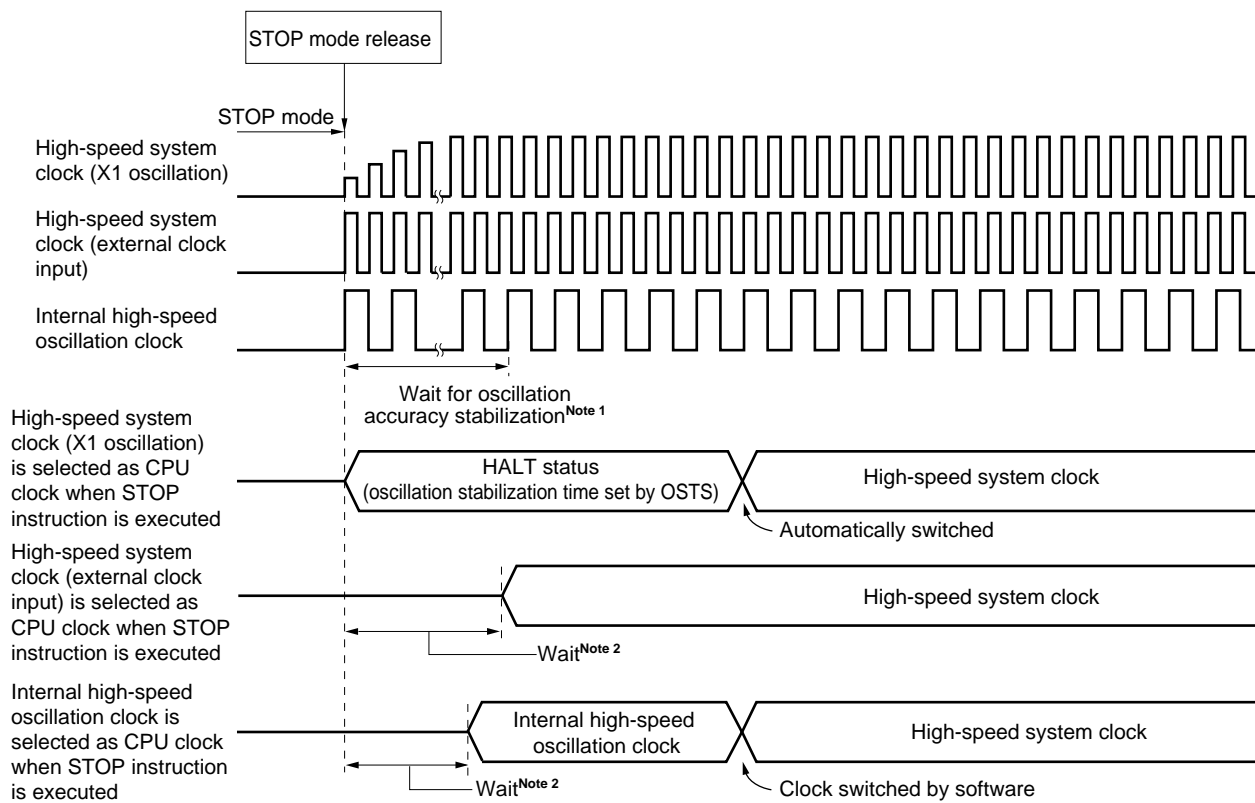 STOP mode release
STOP mode
High-speed system
clock (X1 oscillation)
High-speed system
clock (external clock
input)
Internal high-speed
oscillation clock
Wait for oscillation
accuracy stabilizationNote 1
High-speed system
clock (X1 oscillation)
is selected as CPU
clock when STOP
instruction is executed
HALT status
(oscillation stabilization time set by OSTS)
High-speed system clock
Automatically switched
High-speed system
clock (external clock
input) is selected as
CPU clock when STOP
instruction is executed
High-speed system clock
WaitNote 2
Internal high-speed
oscillation clock is
selected as CPU clock
when STOP instruction
is executed
Internal high-speed
oscillation clock
High-speed system clock
WaitNote 2
Clock switched by software